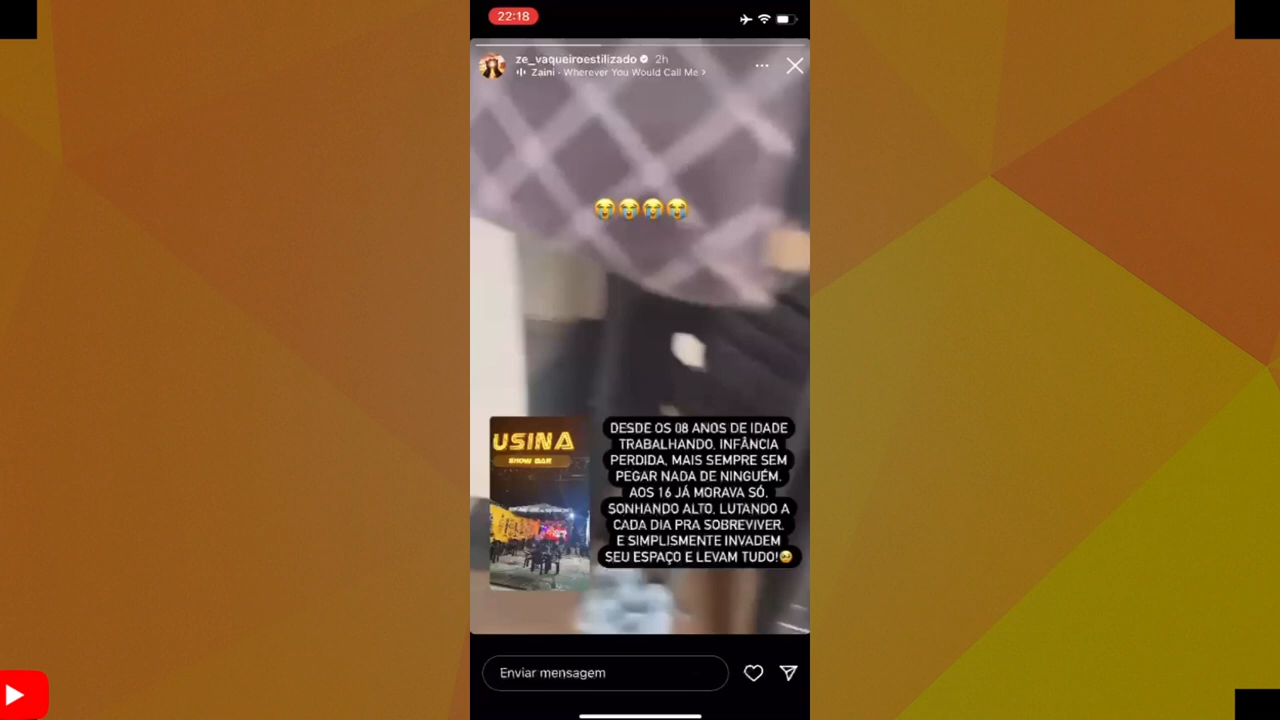 22:18
ze_vaqueiroestilizado 2h
Zaini · Wherever You Would Call Me >
😭😭😭😭
USINA
SHOW BAR
DESDE OS 08 ANOS DE IDADE
TRABALHANDO. INFÂNCIA
PERDIDA, MAIS SEMPRE SEM
PEGAR NADA DE NINGUÉM.
AOS 16 JÁ MORAVA SÓ.
SONHANDO ALTO. LUTANDO A
CADA DIA PRA SOBREVIVER.
E SIMPLISMENTE INVADEM
SEU ESPAÇO E LEVAM TUDO!🥹
Enviar mensagem